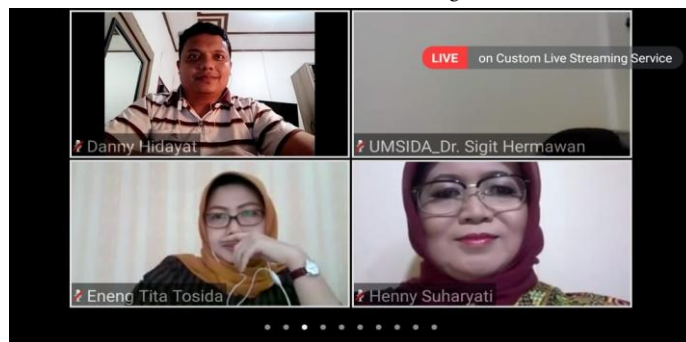 LIVE on Custom Live Streaming Service
Danny Hidayat
UMSIDA_Dr. Sigit Hermawan
Eneng Tita Tosida
Henny Suharyati